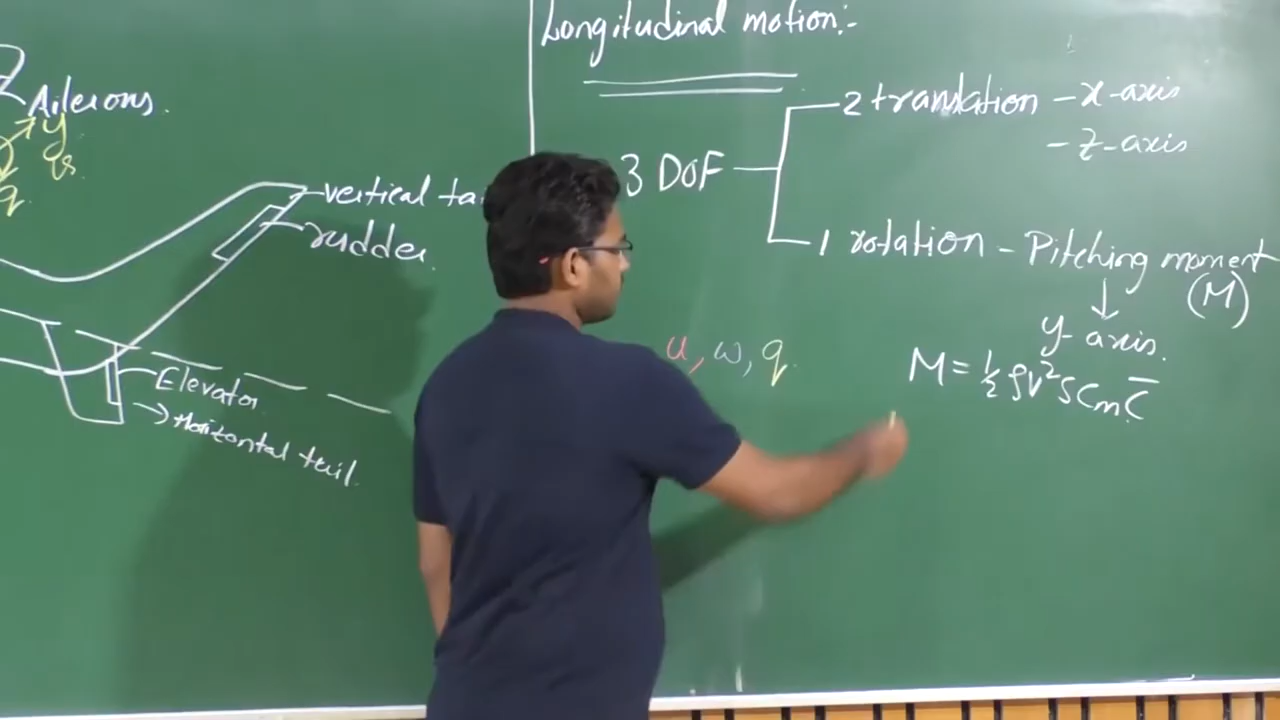 Ailerons.
y
q.
vertical ta
rudder.
Elevator
Horizontal tail.
Longitudinal motion:-
3 DOF
2 translation - x-axis
- z-axis
1 rotation - Pitching moment
(M)
y axis.
u, w, q.
M = ½ ρV²S Cm C̅